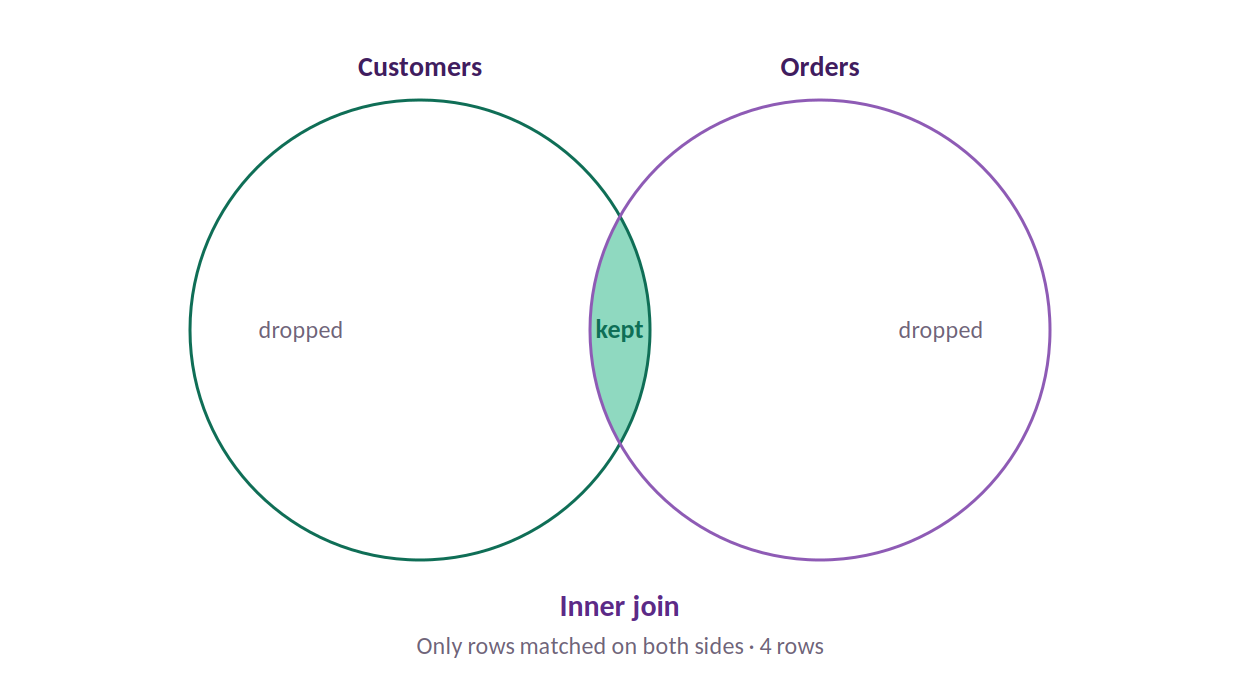 Customers
Orders
dropped
kept
dropped
Inner join
Only rows matched on both sides · 4 rows